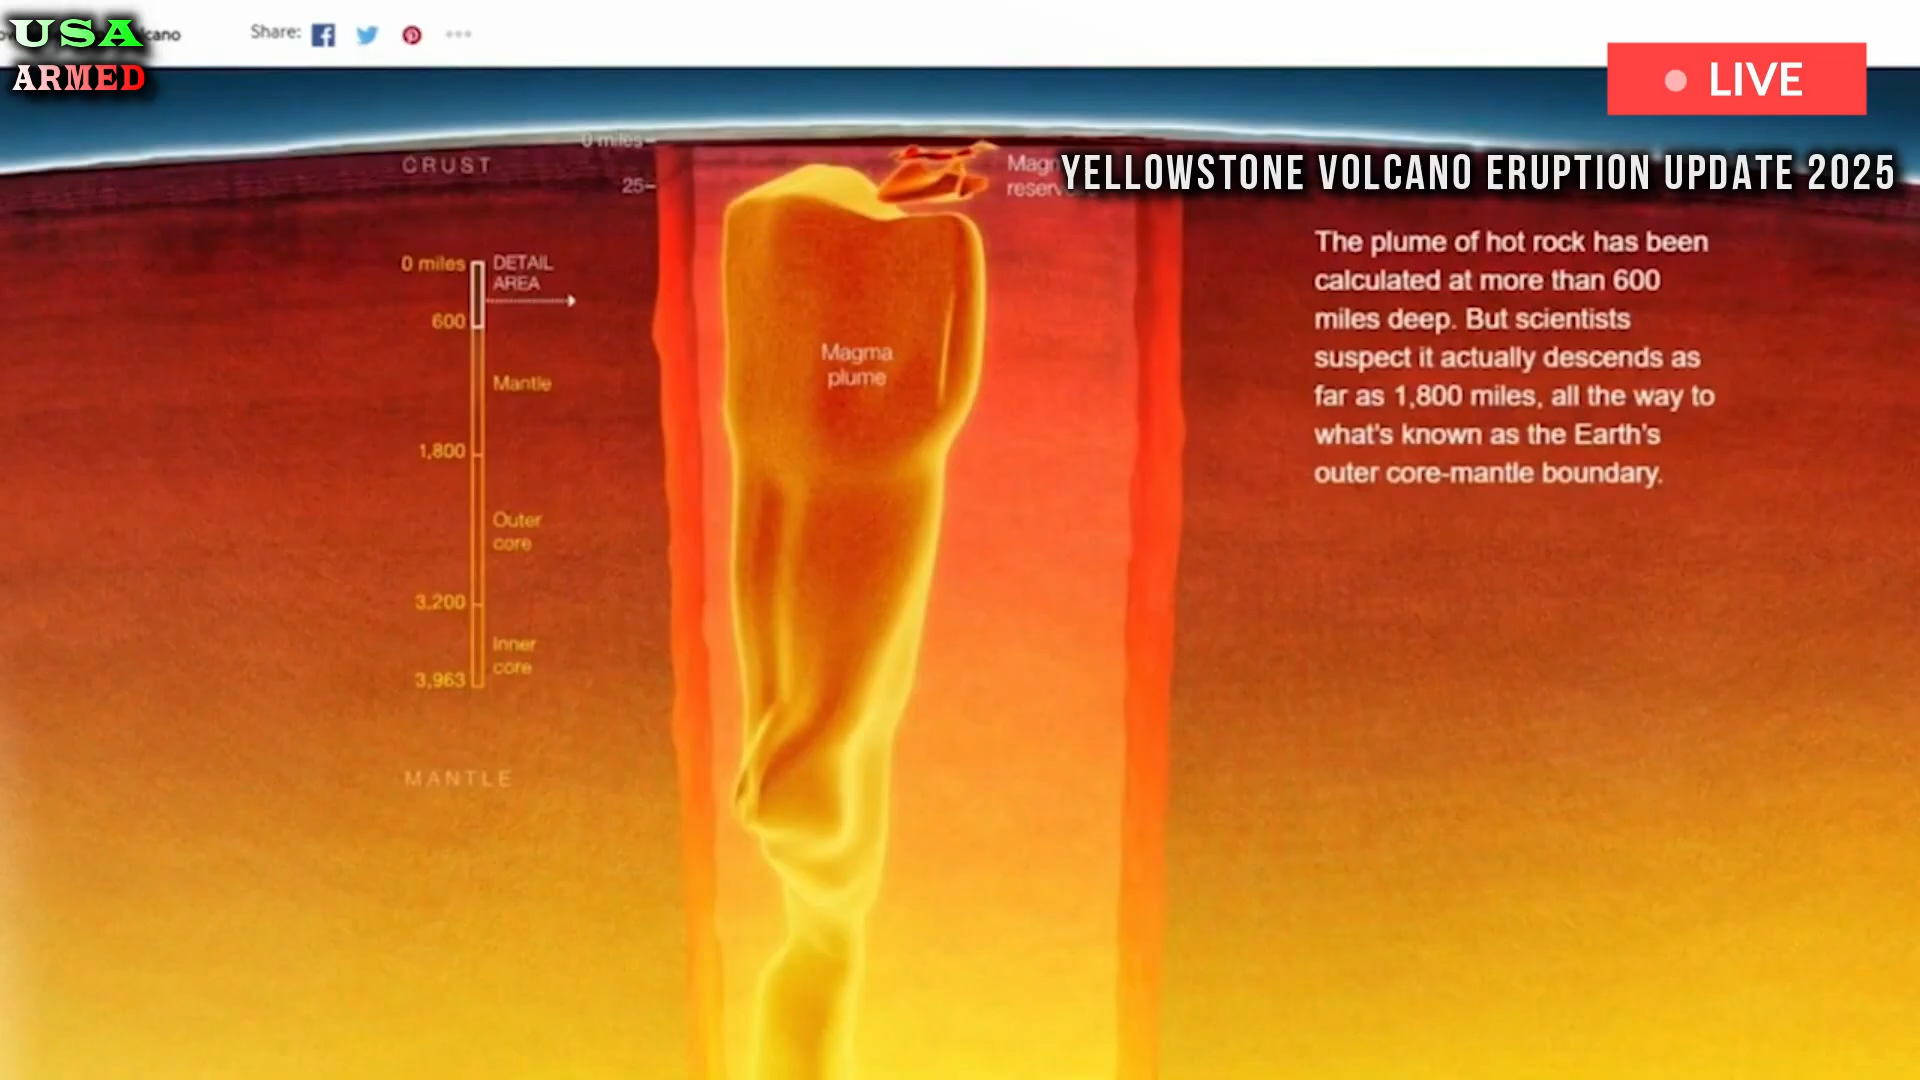 USA
ARMED
cano
Share:
LIVE
YELLOWSTONE VOLCANO ERUPTION UPDATE 2025
0 miles
CRUST
25
Magma
plume
0 miles
DETAIL
AREA
600
Mantle
1,800
Outer
core
3,200
Inner
core
3,963
MANTLE
The plume of hot rock has been
calculated at more than 600
miles deep. But scientists
suspect it actually descends as
far as 1,800 miles, all the way to
what's known as the Earth's
outer core-mantle boundary.